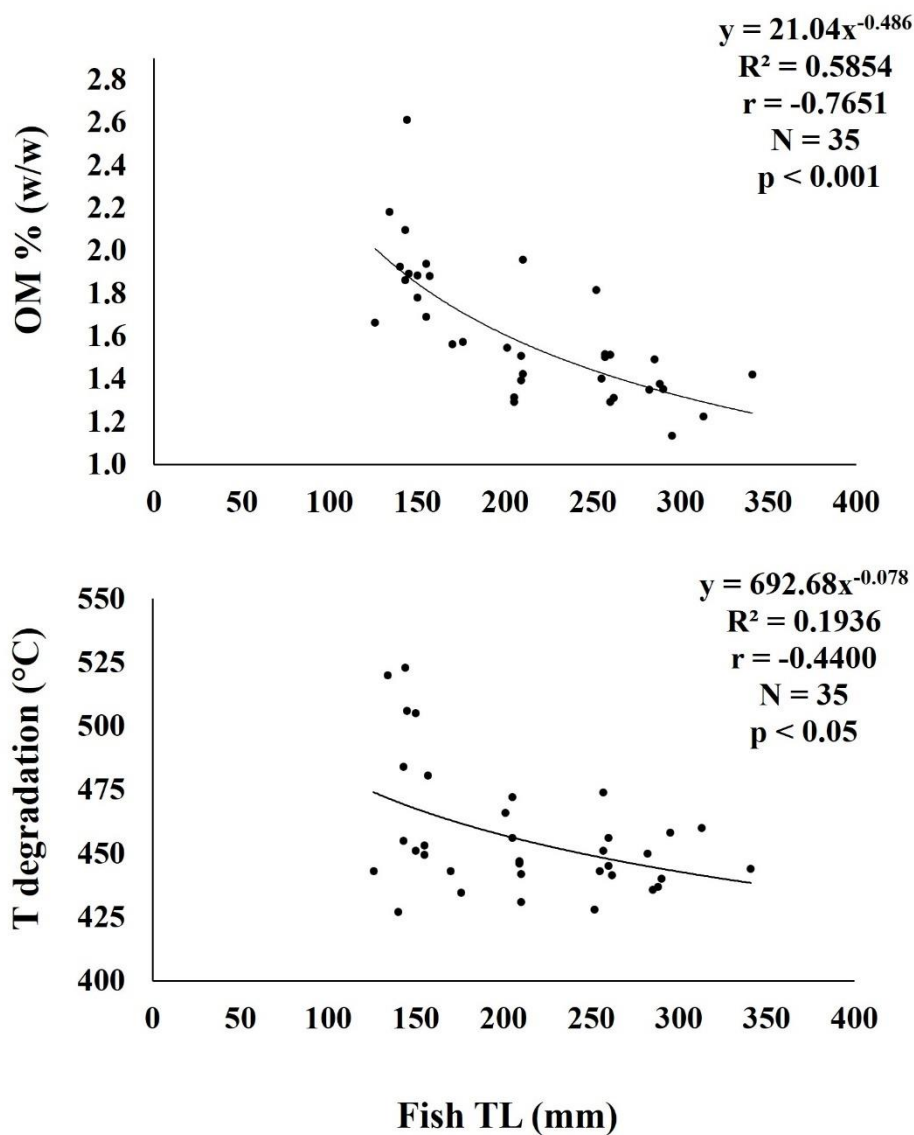 y = 21.04x^-0.486
R² = 0.5854
r = -0.7651
N = 35
p < 0.001
OM % (w/w)
2.8
2.6
2.4
2.2
2.0
1.8
1.6
1.4
1.2
1.0
0 50 100 150 200 250 300 350 400
y = 692.68x^-0.078
R² = 0.1936
r = -0.4400
N = 35
p < 0.05
T degradation (°C)
550
525
500
475
450
425
400
0 50 100 150 200 250 300 350 400
Fish TL (mm)